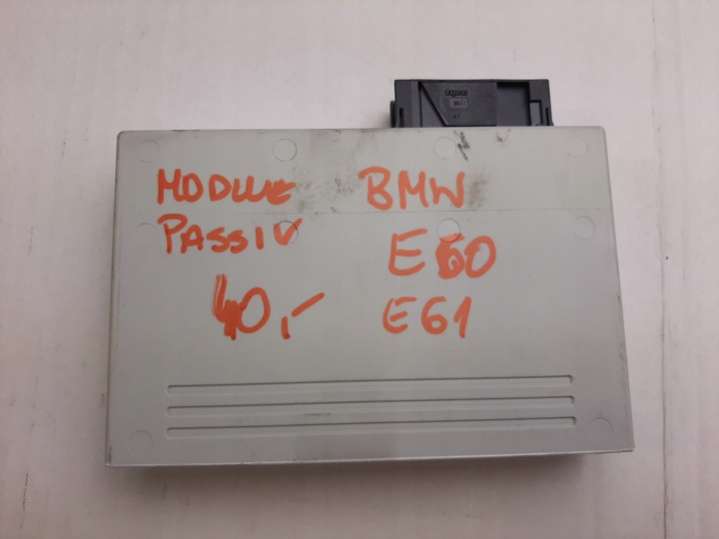 MODULE BMW
PASSIV E60
40,- E61